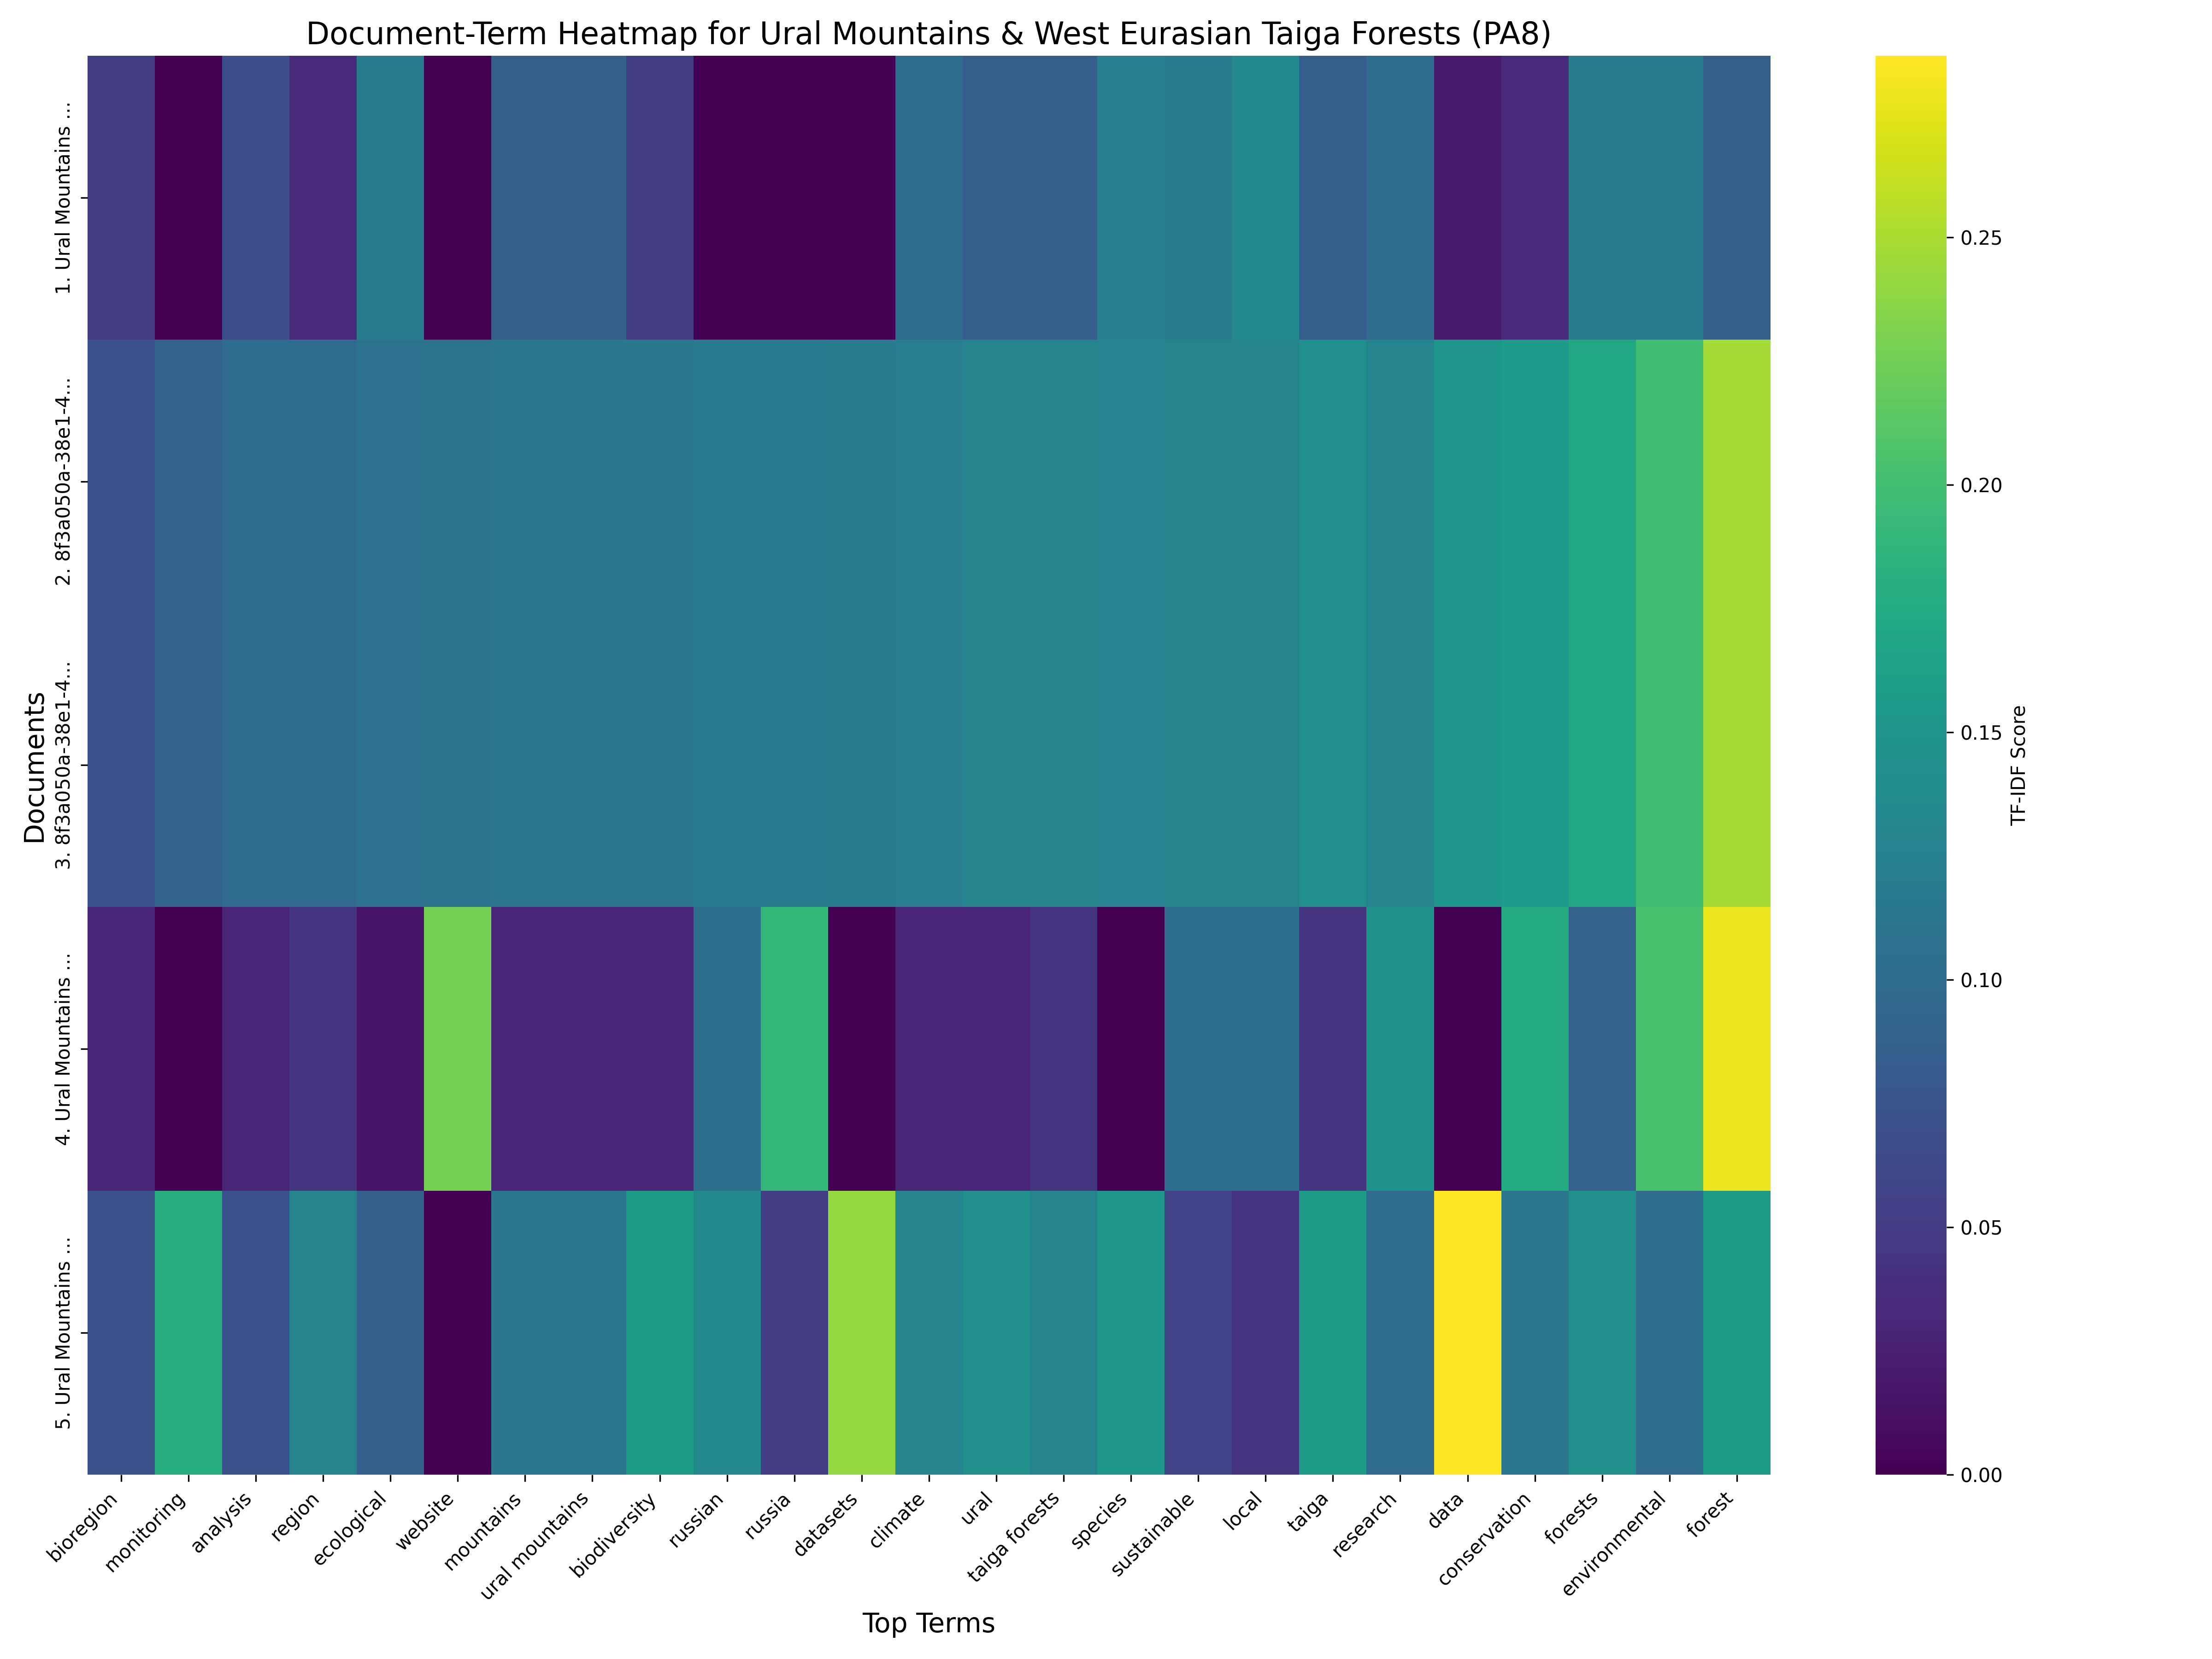 Document-Term Heatmap for Ural Mountains & West Eurasian Taiga Forests (PA8)
Documents
1. Ural Mountains ...
2. 8f3a050a-38e1-4...
3. 8f3a050a-38e1-4...
4. Ural Mountains ...
5. Ural Mountains ...
bioregion
monitoring
analysis
region
ecological
website
mountains
ural mountains
biodiversity
russian
russia
datasets
climate
ural
taiga forests
species
sustainable
local
taiga
research
data
conservation
forests
environmental
forest
Top Terms
0.25
0.20
0.15
0.10
0.05
0.00
TF-IDF Score